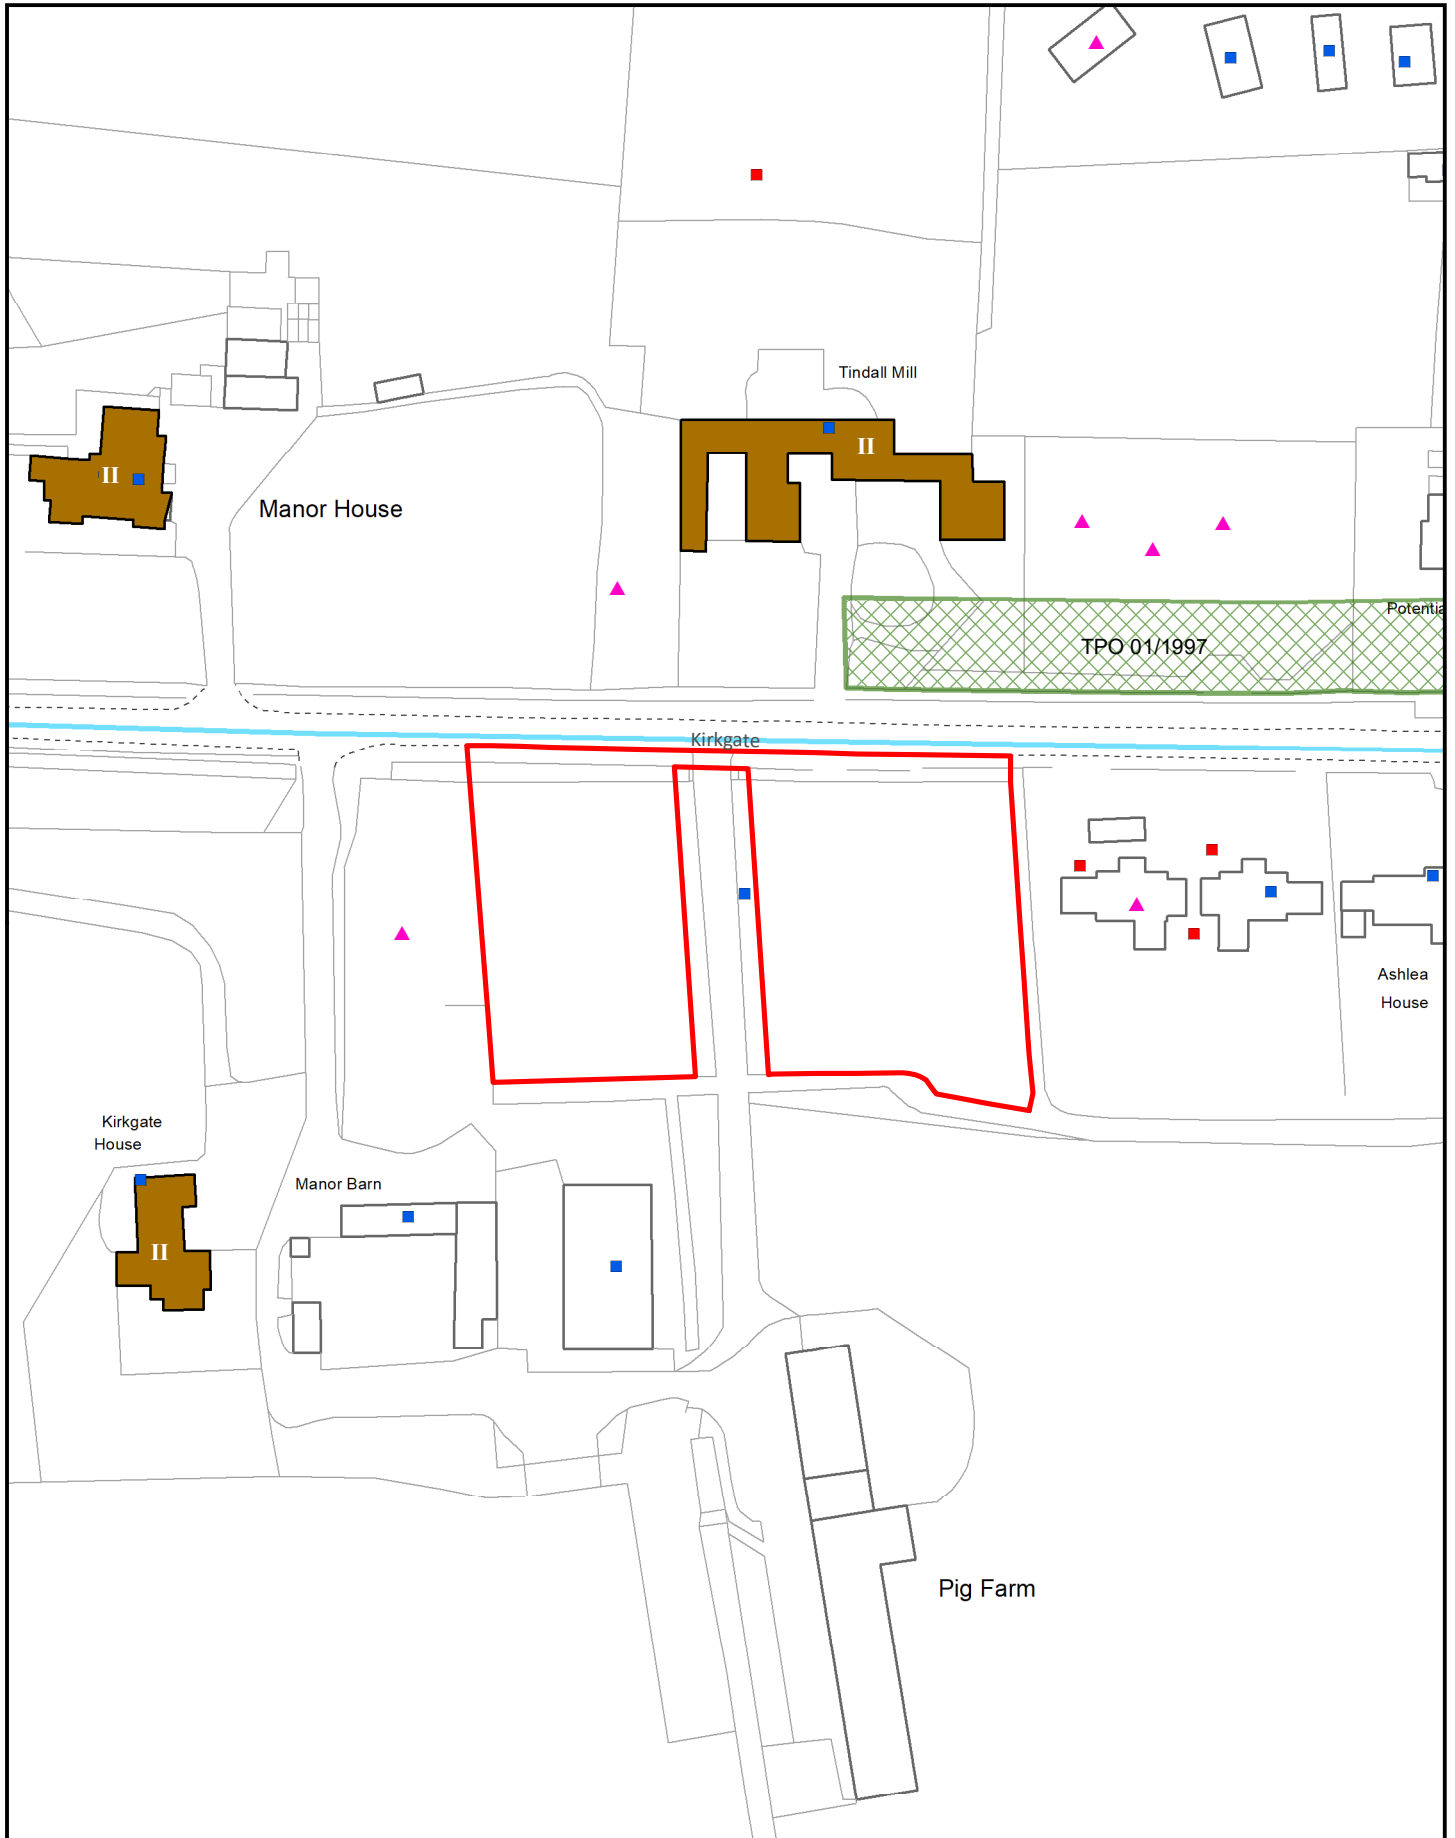 Tindall Mill
II
II
Manor House
Potentia
TPO 01/1997
Kirkgate
Ashlea
House
Kirkgate
House
Manor Barn
II
Pig Farm